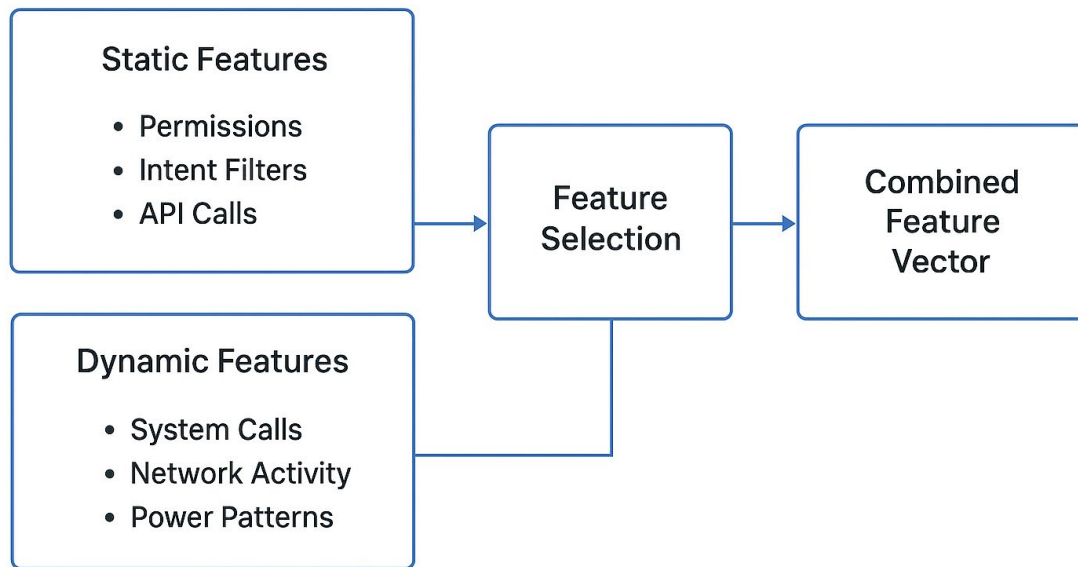 Static Features
• Permissions
• Intent Filters
• API Calls
Feature
Selection
Combined
Feature
Vector
Dynamic Features
• System Calls
• Network Activity
• Power Patterns